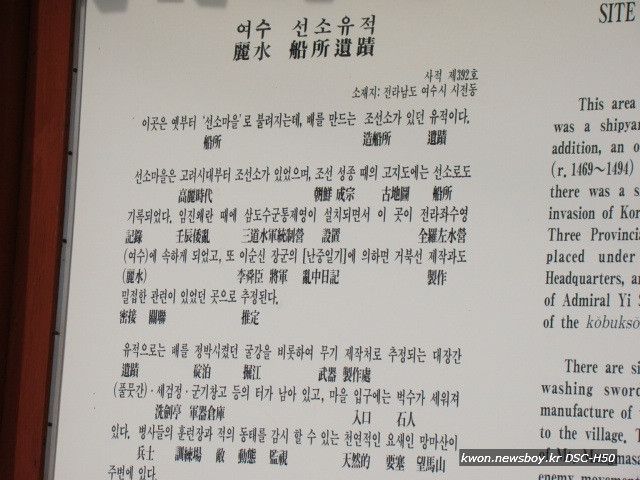 여수 선소유적
麗水 船所遺蹟
사적 제392호
소재지: 전라남도 여수시 시전동
이곳은 옛부터 '선소마을'로 불려지는데, 배를 만드는 조선소가 있던 유적이다.
船所 造船所 遺蹟
선소마을은 고려시대부터 조선소가 있었으며, 조선 성종 때의 고지도에는 선소로도
高麗時代 朝鮮 成宗 古地圖 船所
기록되었다. 임진왜란 때에 삼도수군통제영이 설치되면서 이 곳이 전라좌수영
記錄 壬辰倭亂 三道水軍統制營 設置 全羅左水營
(여수)에 속하게 되었고, 또 이순신 장군의 [난중일기]에 의하면 거북선 제작과도
(麗水) 李舜臣 將軍 亂中日記 製作
밀접한 관련이 있었던 곳으로 추정된다.
密接 關聯 推定
유적으로는 배를 정박시켰던 굴강을 비롯하여 무기 제작처로 추정되는 대장간
遺蹟 碇泊 掘江 武器 製作處
(풀뭇간)·세검정·군기창고 등의 터가 남아 있고, 마을 입구에는 벅수가 세워져
洗劍亭 軍器倉庫 入口 石人
있다. 병사들의 훈련장과 적의 동태를 감시 할 수 있는 천연적인 요새인 망마산이
兵士 訓練場 敵 動態 監視 天然的 要塞 望馬山
주변에 있다.
SITE
This area
was a shipyar
addition, an o
(r. 1469~1494)
there was a s
invasion of Kor
Three Provincia
placed under
Headquarters, an
of Admiral Yi S
of the kŏbuksŏ
There are si
washing sword
manufacture of
to the village. T
of
enemy movement
kwon.newsboy.kr DSC-H50